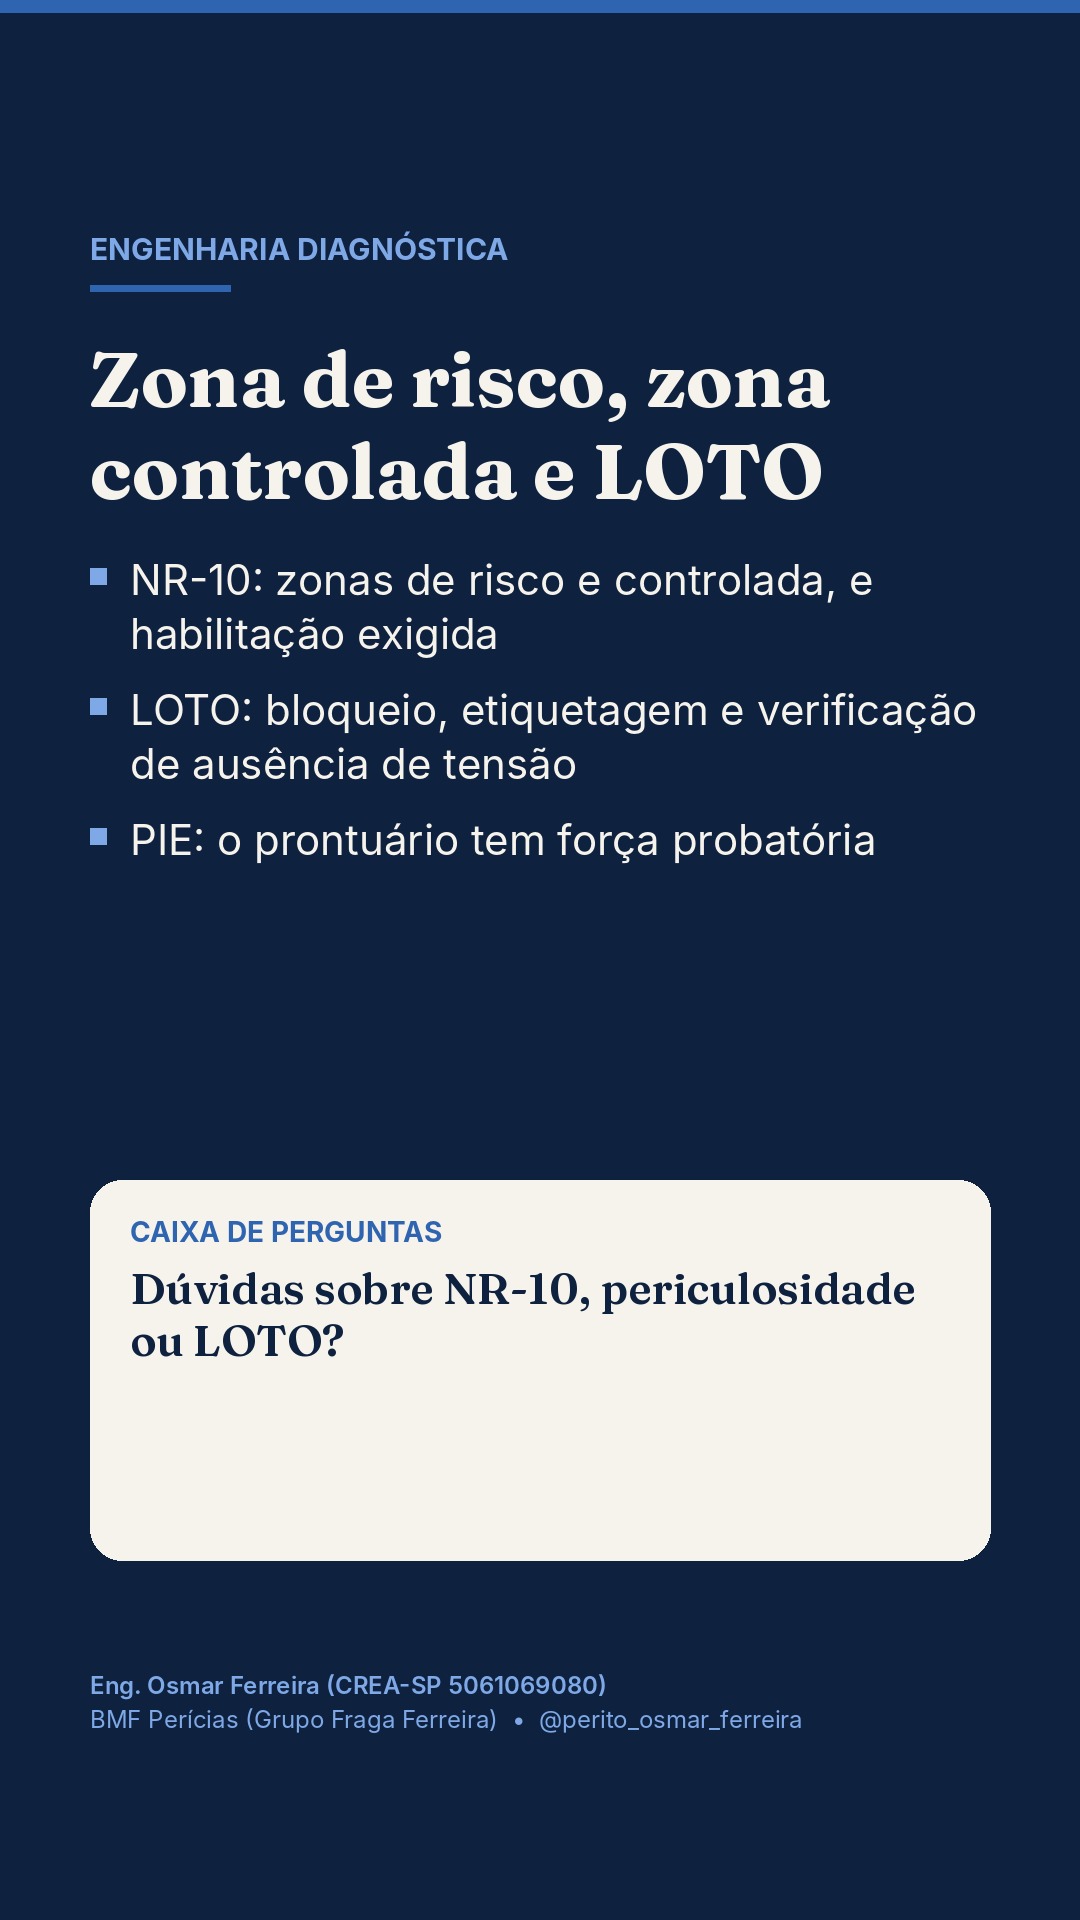 ENGENHARIA DIAGNÓSTICA
Zona de risco, zona
controlada e LOTO
NR-10: zonas de risco e controlada, e
habilitação exigida
LOTO: bloqueio, etiquetagem e verificação
de ausência de tensão
PIE: o prontuário tem força probatória
CAIXA DE PERGUNTAS
Dúvidas sobre NR-10, periculosidade
ou LOTO?
Eng. Osmar Ferreira (CREA-SP 5061069080)
BMF Perícias (Grupo Fraga Ferreira) • @perito_osmar_ferreira